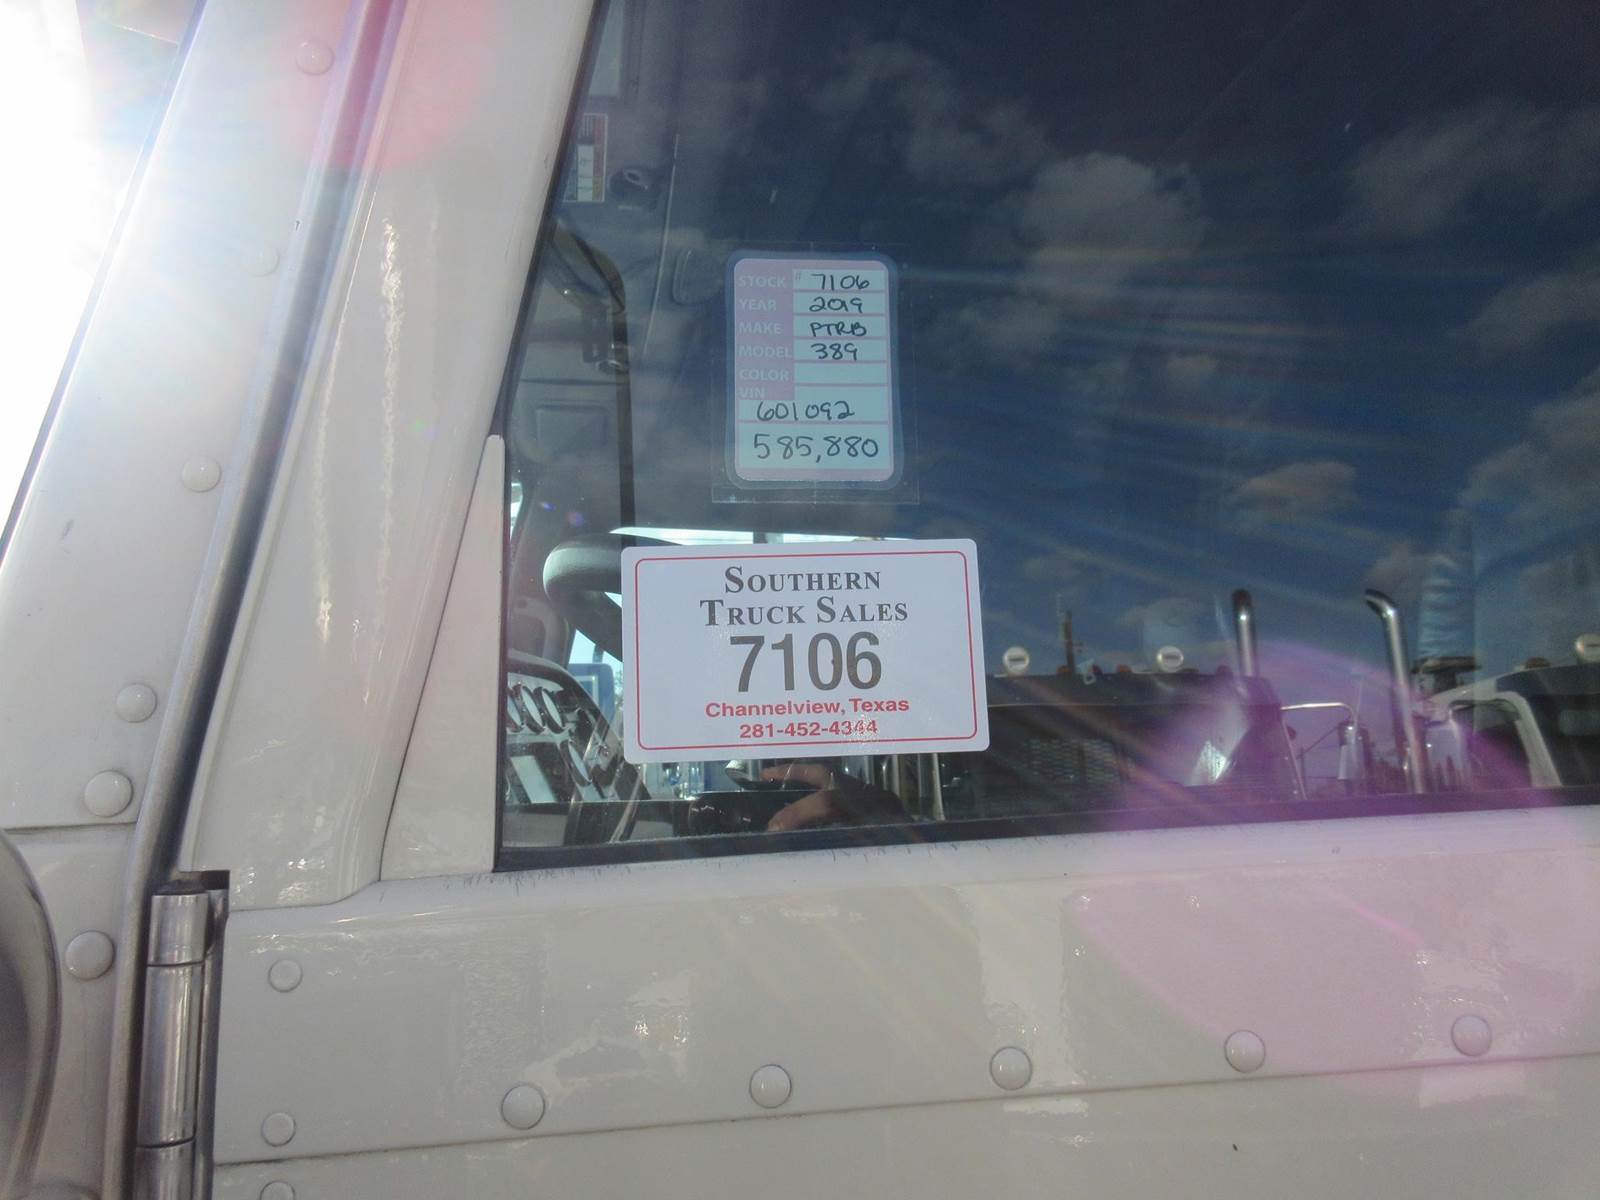 STOCK # 7106
YEAR 2019
MAKE PTRB
MODEL 389
COLOR
VIN
601092
585,880
SOUTHERN
TRUCK SALES
7106
Channelview, Texas
281-452-4344